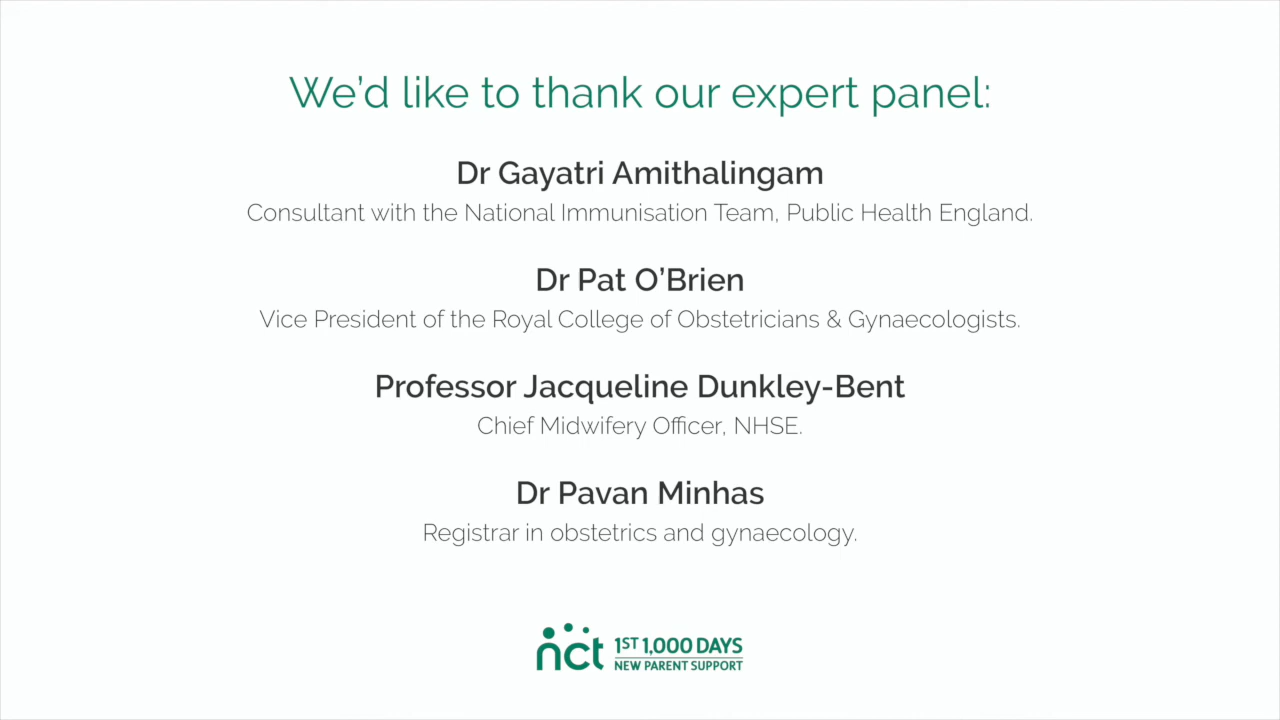 We'd like to thank our expert panel:
Dr Gayatri Amithalingam
Consultant with the National Immunisation Team, Public Health England.
Dr Pat O'Brien
Vice President of the Royal College of Obstetricians & Gynaecologists.
Professor Jacqueline Dunkley-Bent
Chief Midwifery Officer, NHSE.
Dr Pavan Minhas
Registrar in obstetrics and gynaecology.
nct 1ST 1,000 DAYS
NEW PARENT SUPPORT